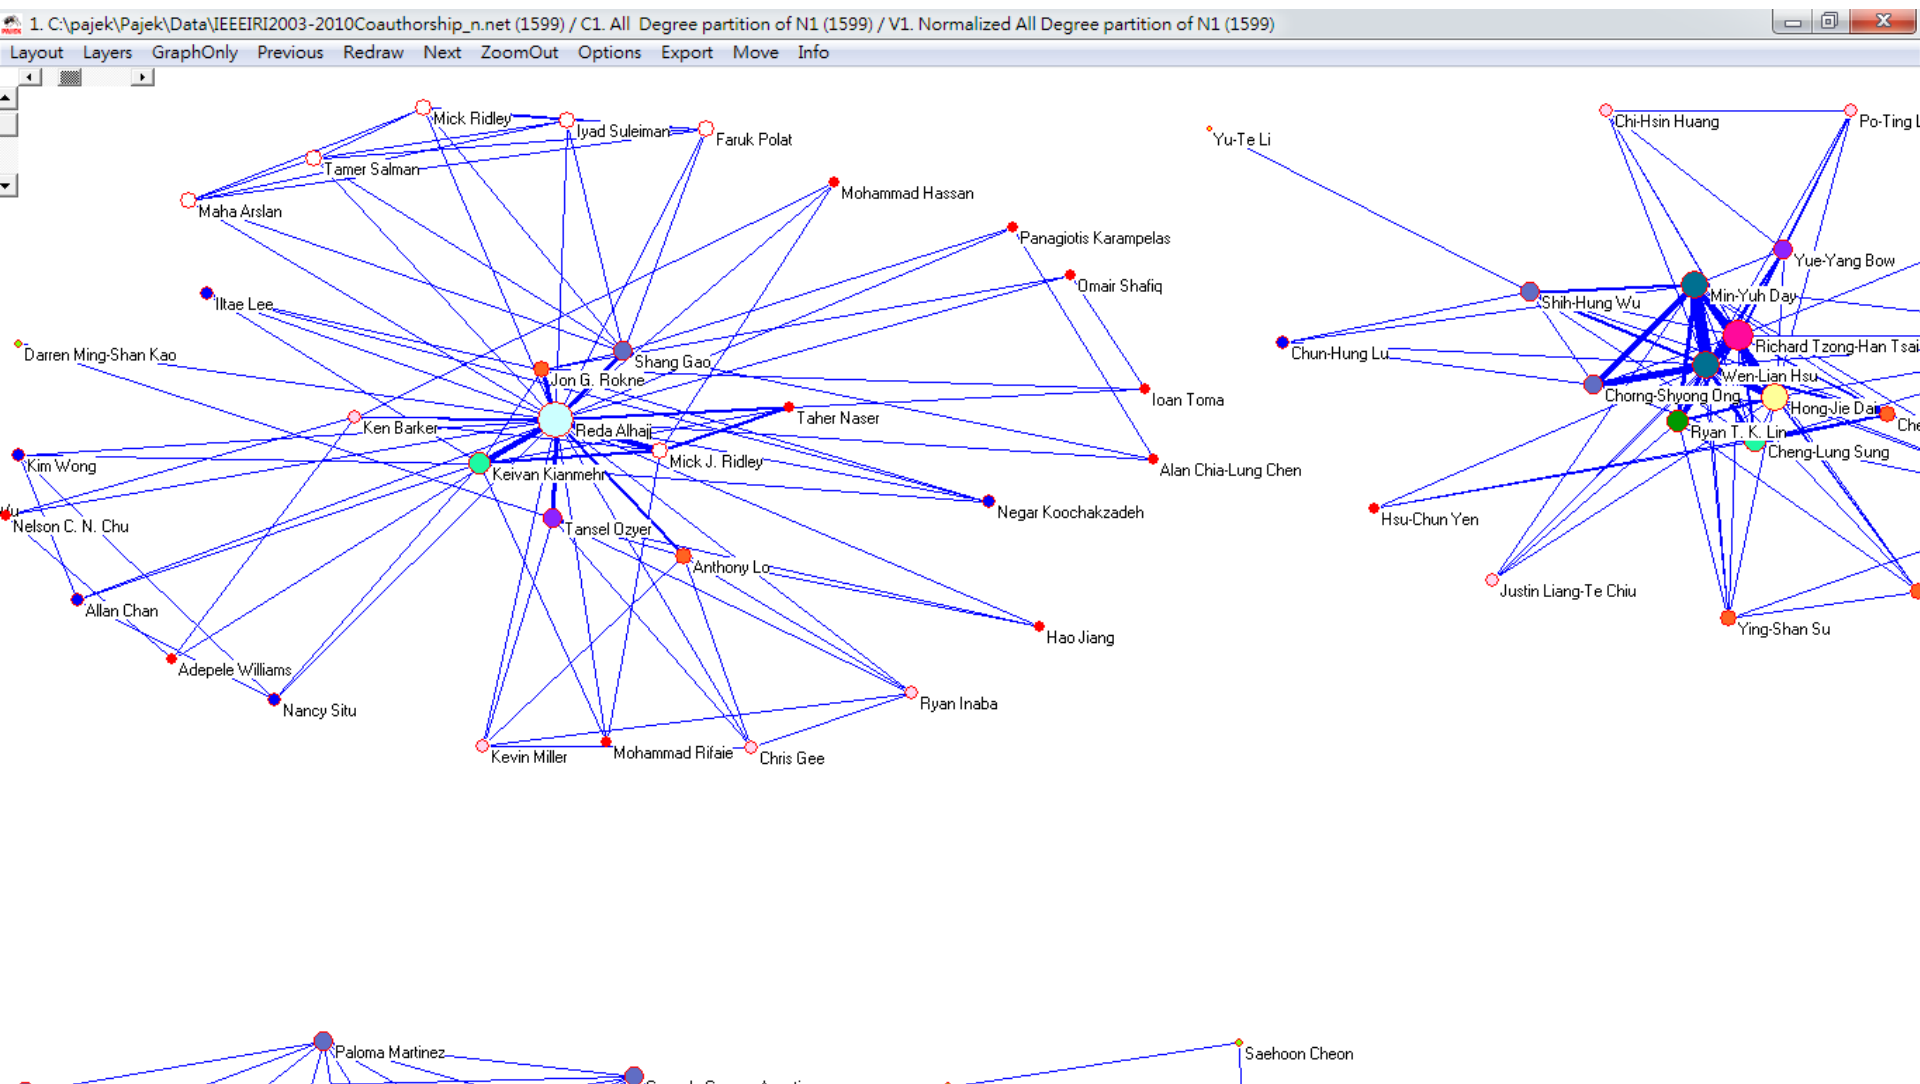 1. C:\pajek\Pajek\Data\IEEEIRI2003-2010Coauthorship_n.net (1599) / C1. All Degree partition of N1 (1599) / V1. Normalized All Degree partition of N1 (1599)
Layout Layers GraphOnly Previous Redraw Next ZoomOut Options Export Move Info
Mick Ridley
Iyad Suleiman
Faruk Polat
Tamer Salman
Maha Arslan
Mohammad Hassan
Panagiotis Karampelas
Omair Shafiq
Iltae Lee
Darren Ming-Shan Kao
Shang Gao
Jon G. Rokne
Ioan Toma
Taher Naser
Ken Barker
Reda Alhajj
Mick J. Ridley
Kim Wong
Keivan Kianmehr
Alan Chia-Lung Chen
Negar Koochakzadeh
Nelson C. N. Chu
Tansel Ozyer
Anthony Lo
Allan Chan
Hao Jiang
Adepele Williams
Nancy Situ
Ryan Inaba
Kevin Miller
Mohammad Rifaie
Chris Gee
Yu-Te Li
Chi-Hsin Huang
Po-Ting L
Yue-Yang Bow
Shih-Hung Wu
Min-Yuh Day
Chun-Hung Lu
Richard Tzong-Han Tsai
Wen-Lian Hsu
Chorng-Shyong Ong
Hong-Jie Dai
Che
Ryan T. K. Lin
Cheng-Lung Sung
Hsu-Chun Yen
Justin Liang-Te Chiu
Ying-Shan Su
Paloma Martinez
Saehoon Cheon